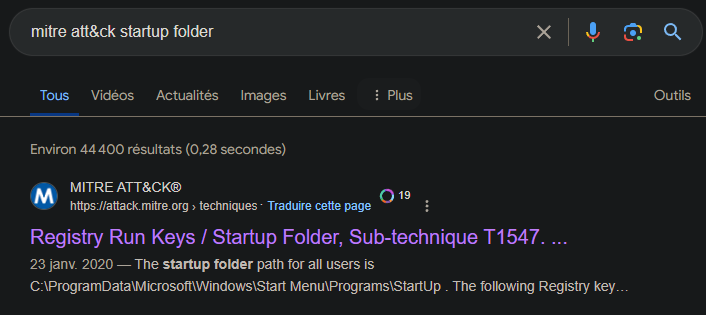 mitre att&ck startup folder
Tous Vidéos Actualités Images Livres Plus Outils
Environ 44 400 résultats (0,28 secondes)
MITRE ATT&CK®
https://attack.mitre.org › techniques · Traduire cette page 19
Registry Run Keys / Startup Folder, Sub-technique T1547. ...
23 janv. 2020 — The startup folder path for all users is
C:\ProgramData\Microsoft\Windows\Start Menu\Programs\StartUp . The following Registry key...